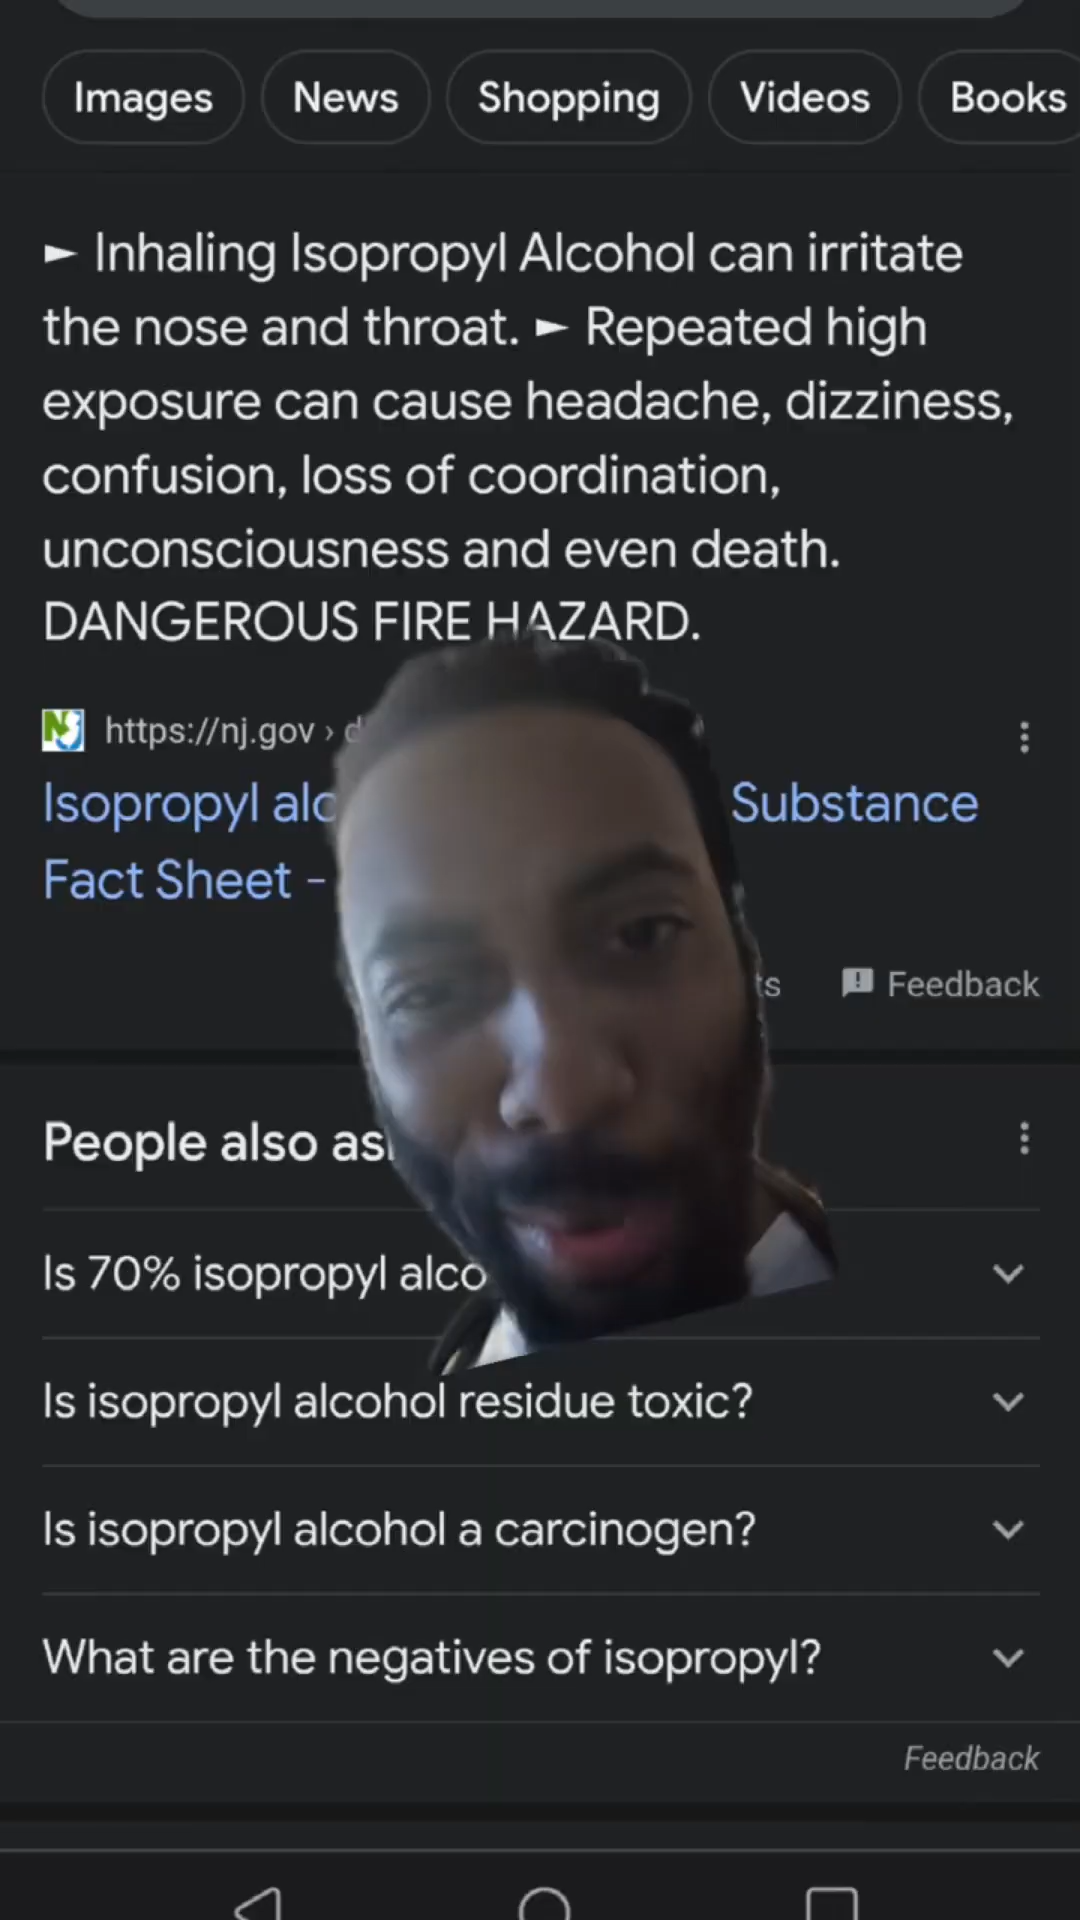 Images News Shopping Videos Books
► Inhaling Isopropyl Alcohol can irritate
the nose and throat. ► Repeated high
exposure can cause headache, dizziness,
confusion, loss of coordination,
unconsciousness and even death.
DANGEROUS FIRE HAZARD.
https://nj.gov ›
Isopropyl Substance
Fact Sheet -
Feedback
People also
Is 70% isopropyl
Is isopropyl alcohol residue toxic?
Is isopropyl alcohol a carcinogen?
What are the negatives of isopropyl?
Feedback